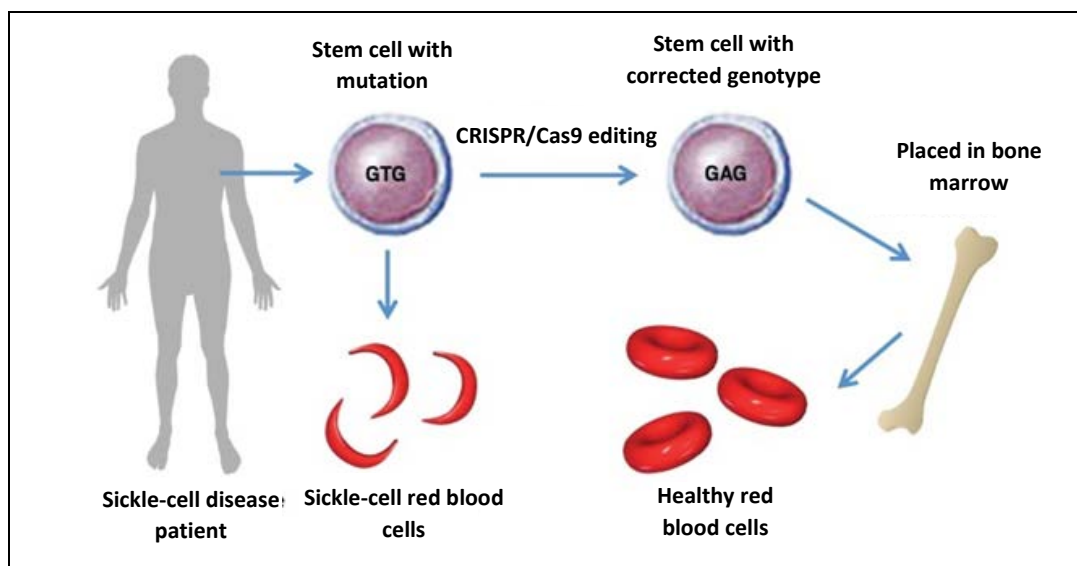 Stem cell with
mutation
Stem cell with
corrected genotype
CRISPR/Cas9 editing
GTG
GAG
Placed in bone
marrow
Sickle-cell disease
patient
Sickle-cell red blood
cells
Healthy red
blood cells